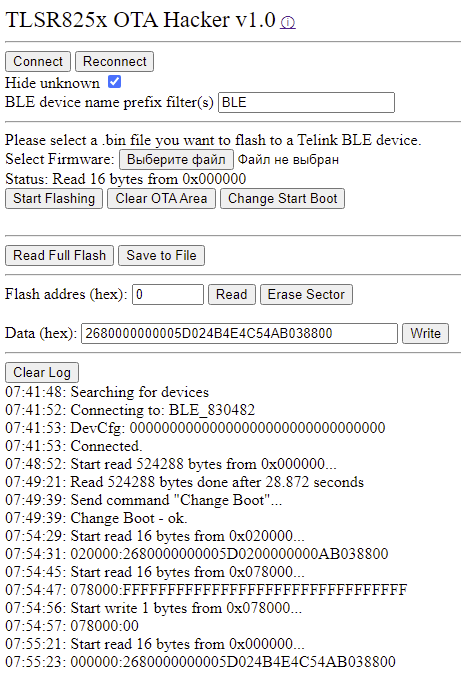 TLSR825x OTA Hacker v1.0 ⓘ
Connect Reconnect
Hide unknown
BLE device name prefix filter(s) BLE
Please select a .bin file you want to flash to a Telink BLE device.
Select Firmware: Выберите файл Файл не выбран
Status: Read 16 bytes from 0x000000
Start Flashing Clear OTA Area Change Start Boot
Read Full Flash Save to File
Flash addres (hex): 0 Read Erase Sector
Data (hex): 2680000000005D024B4E4C54AB038800 Write
Clear Log
07:41:48: Searching for devices
07:41:52: Connecting to: BLE_830482
07:41:53: DevCfg: 00000000000000000000000000000000
07:41:53: Connected.
07:48:52: Start read 524288 bytes from 0x000000...
07:49:21: Read 524288 bytes done after 28.872 seconds
07:49:39: Send command "Change Boot"...
07:49:39: Change Boot - ok.
07:54:29: Start read 16 bytes from 0x020000...
07:54:31: 020000:2680000000005D0200000000AB038800
07:54:45: Start read 16 bytes from 0x078000...
07:54:47: 078000:FFFFFFFFFFFFFFFFFFFFFFFFFFFFFFFF
07:54:56: Start write 1 bytes from 0x078000...
07:54:57: 078000:00
07:55:21: Start read 16 bytes from 0x000000...
07:55:23: 000000:2680000000005D024B4E4C54AB038800